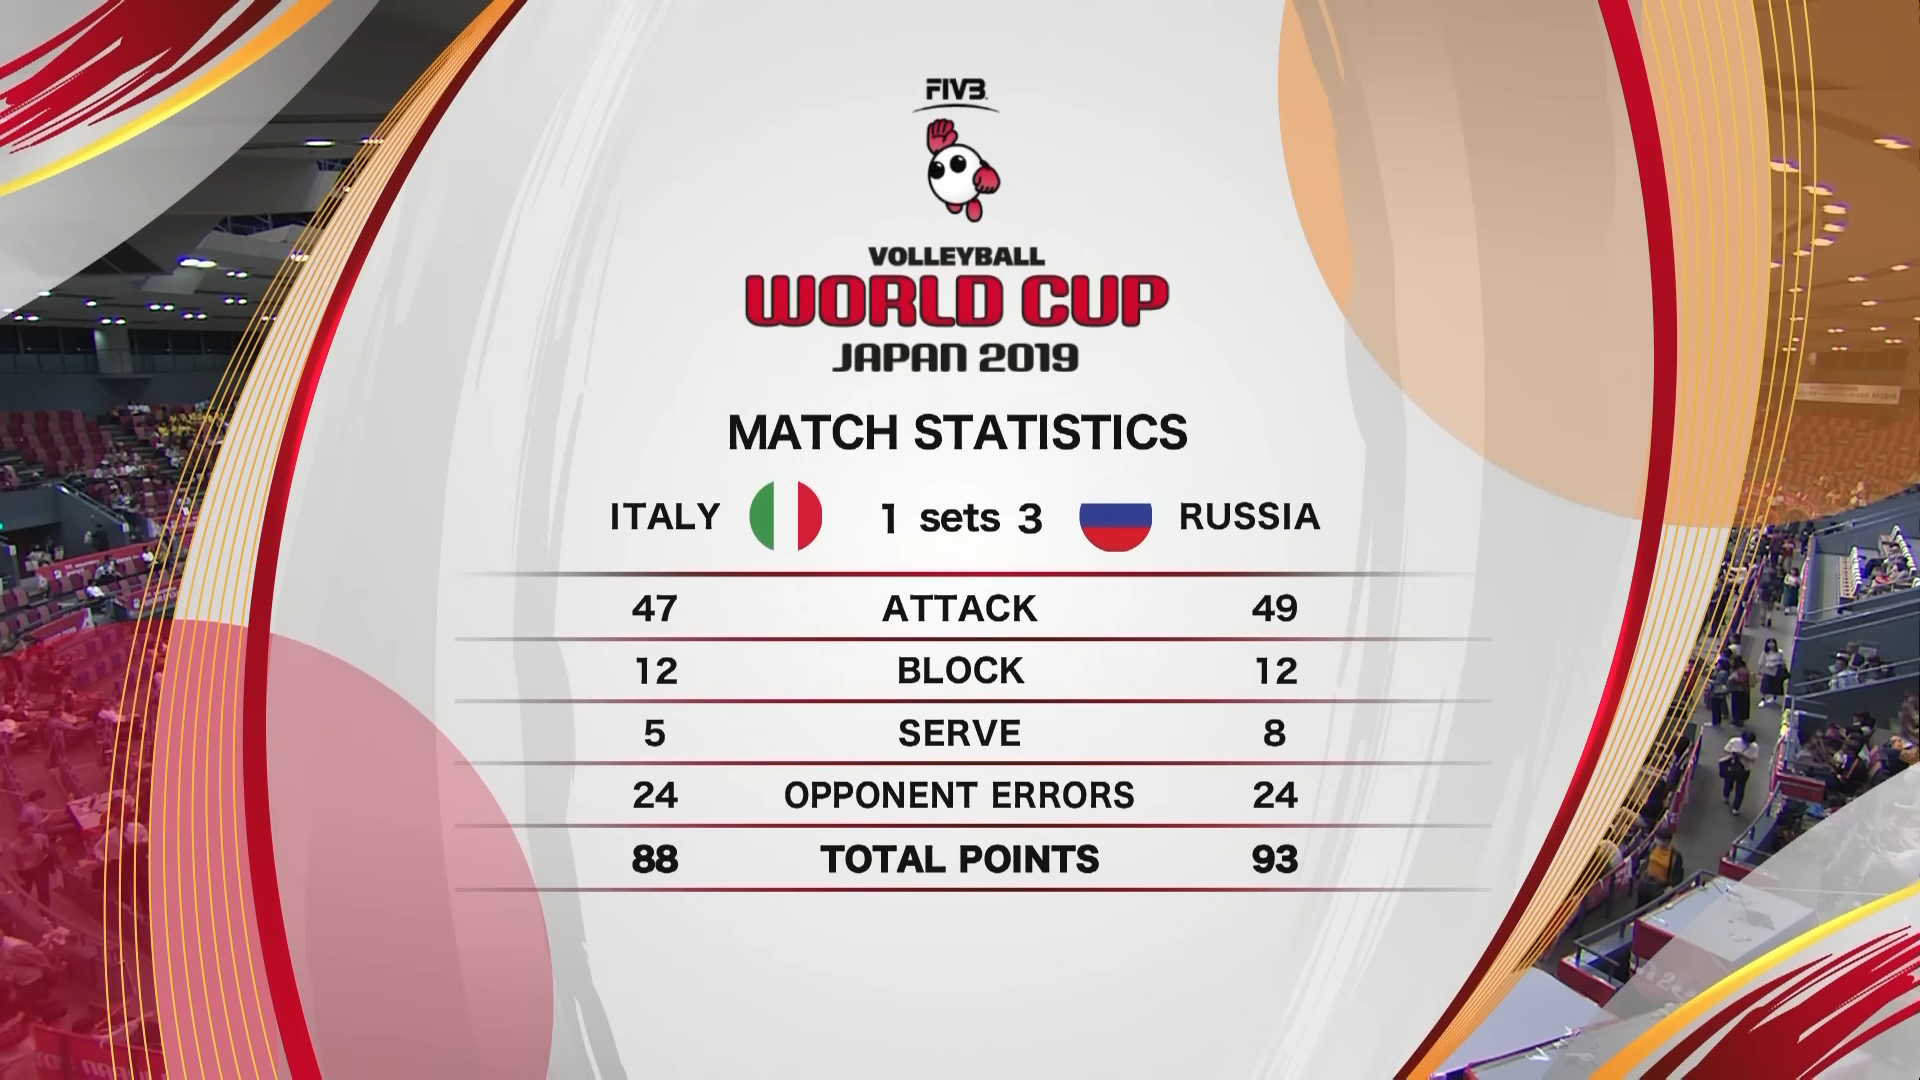 FIVB
VOLLEYBALL
WORLD CUP
JAPAN 2019
MATCH STATISTICS
ITALY 1 sets 3 RUSSIA
47 ATTACK 49
12 BLOCK 12
5 SERVE 8
24 OPPONENT ERRORS 24
88 TOTAL POINTS 93